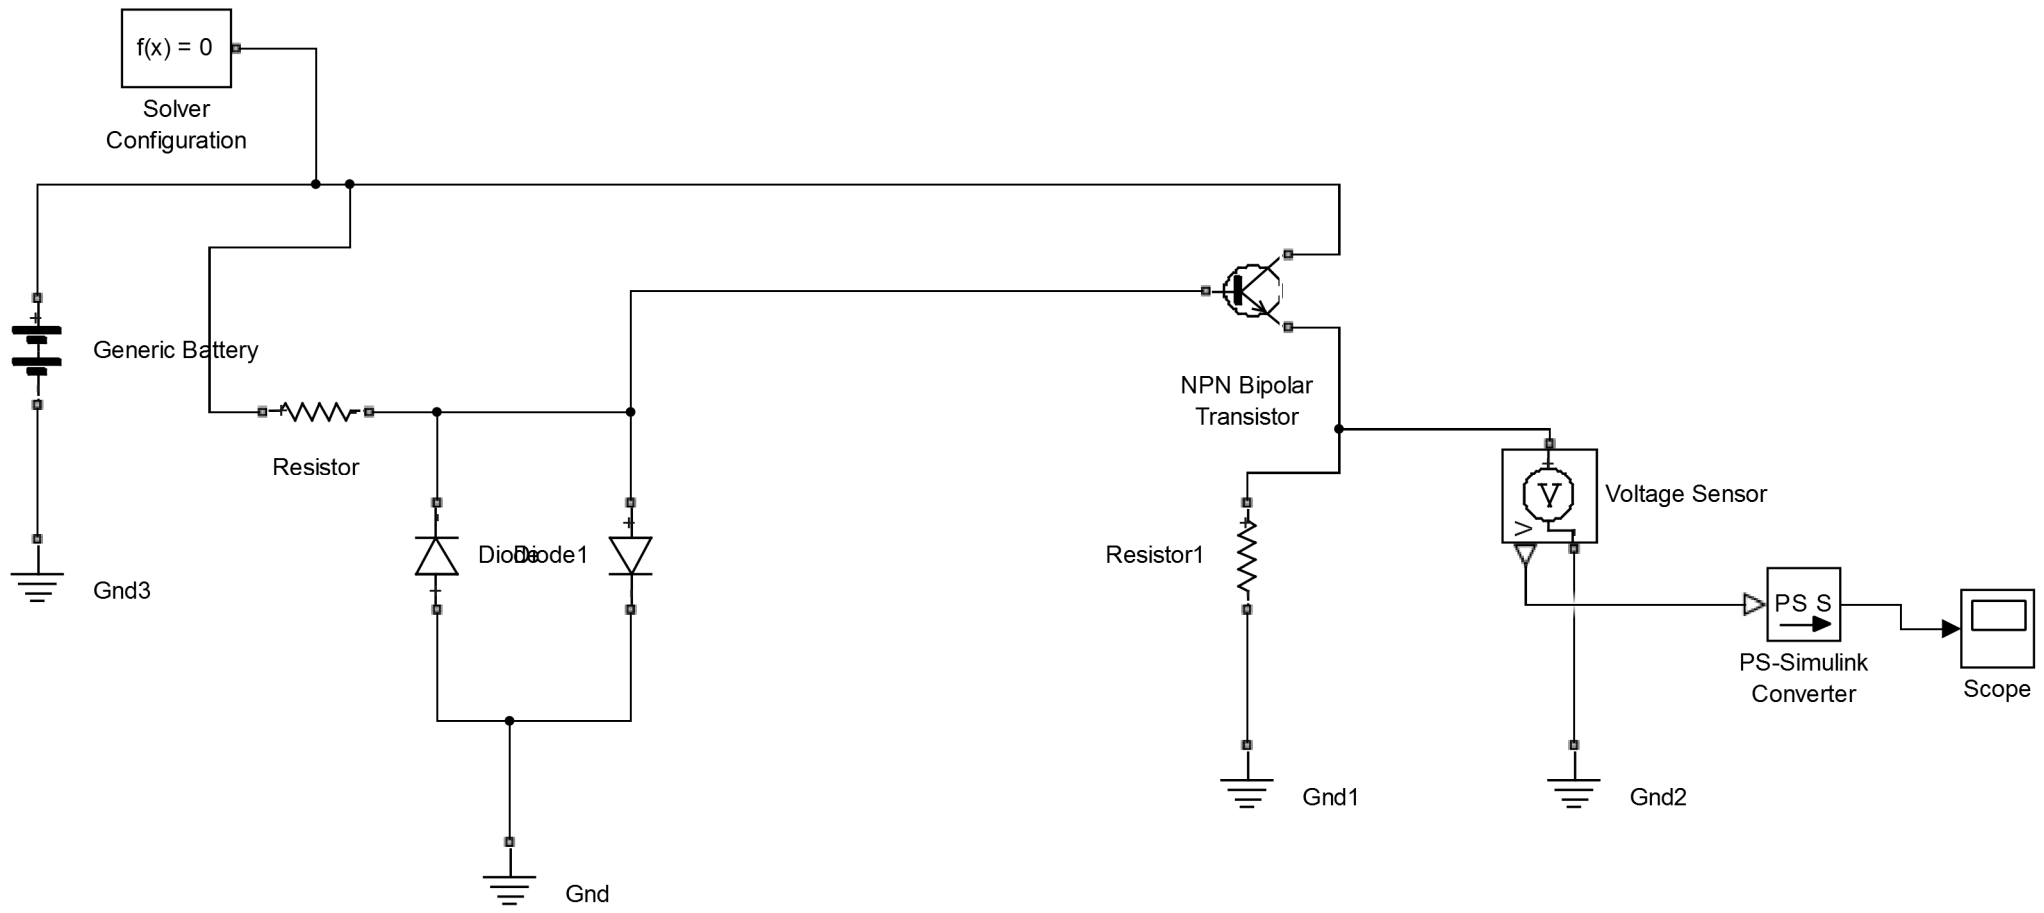 f(x) = 0
Solver
Configuration
Generic Battery
NPN Bipolar
Transistor
Resistor
V
Voltage Sensor
V
Diode
Diode1
Resistor1
Gnd3
PS S
PS-Simulink
Converter
Scope
Gnd1
Gnd2
Gnd